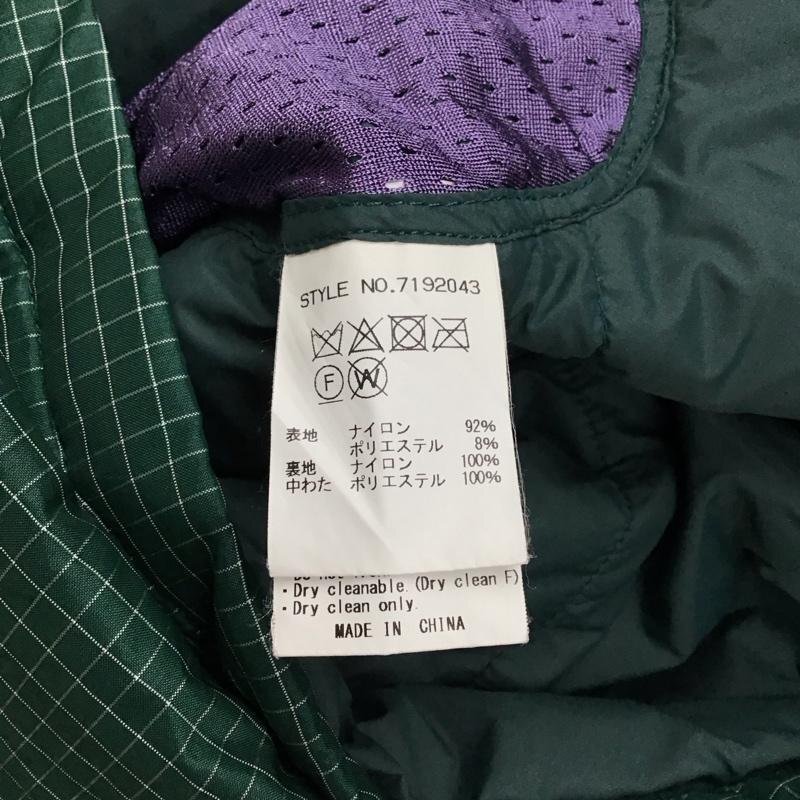 STYLE NO.7192043
F W
表地 ナイロン 92%
ポリエステル 8%
裏地 ナイロン 100%
中わた ポリエステル 100%
・Dry cleanable.(Dry clean F)
・Dry clean only.
MADE IN CHINA